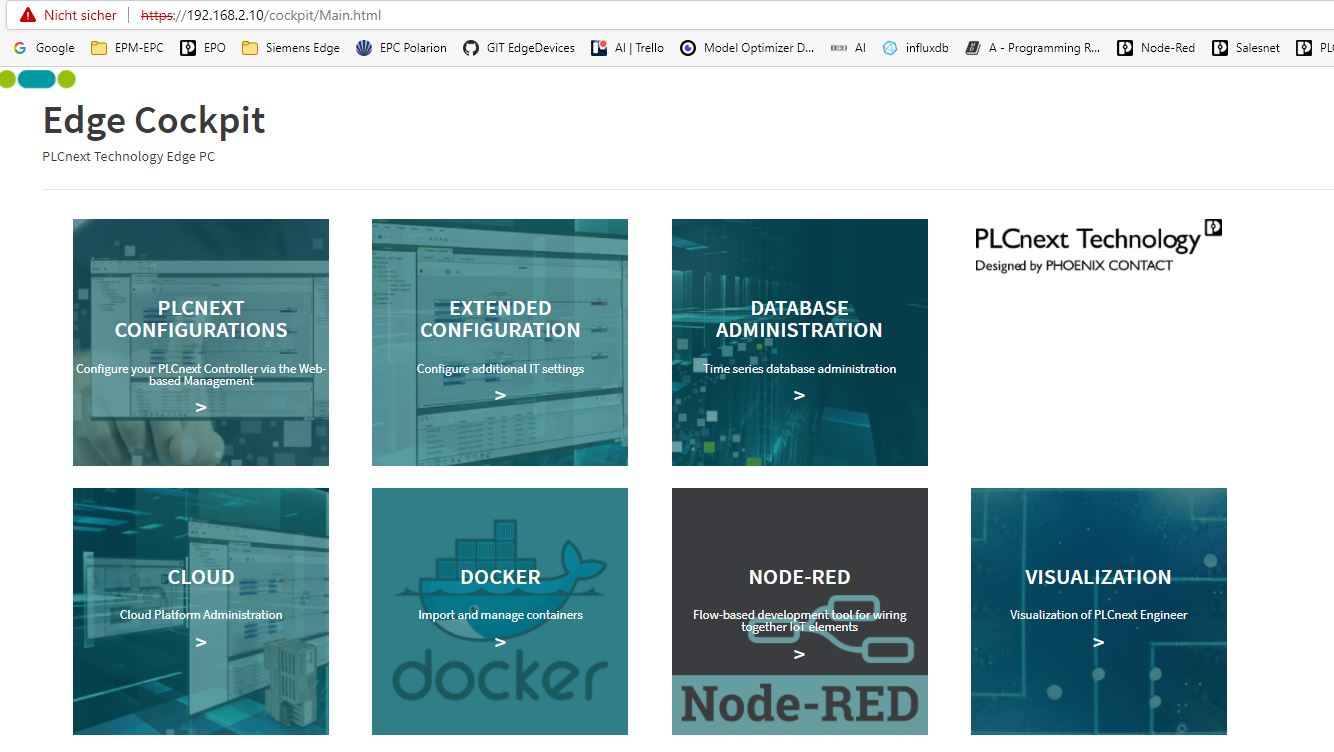 Nicht sicher | https://192.168.2.10/cockpit/Main.html
Google EPM-EPC EPO Siemens Edge EPC Polarion GIT EdgeDevices AI | Trello Model Optimizer D... AI influxdb A - Programming R... Node-Red Salesnet PLC
Edge Cockpit
PLCnext Technology Edge PC
PLCNEXT
CONFIGURATIONS
Configure your PLCnext Controller via the Web-
based Management
>
EXTENDED
CONFIGURATION
Configure additional IT settings
>
DATABASE
ADMINISTRATION
Time series database administration
>
PLCnext Technology
Designed by PHOENIX CONTACT
CLOUD
Cloud Platform Administration
>
DOCKER
Import and manage containers
>
docker
NODE-RED
Flow-based development tool for wiring
together IoT elements
>
Node-RED
VISUALIZATION
Visualization of PLCnext Engineer
>